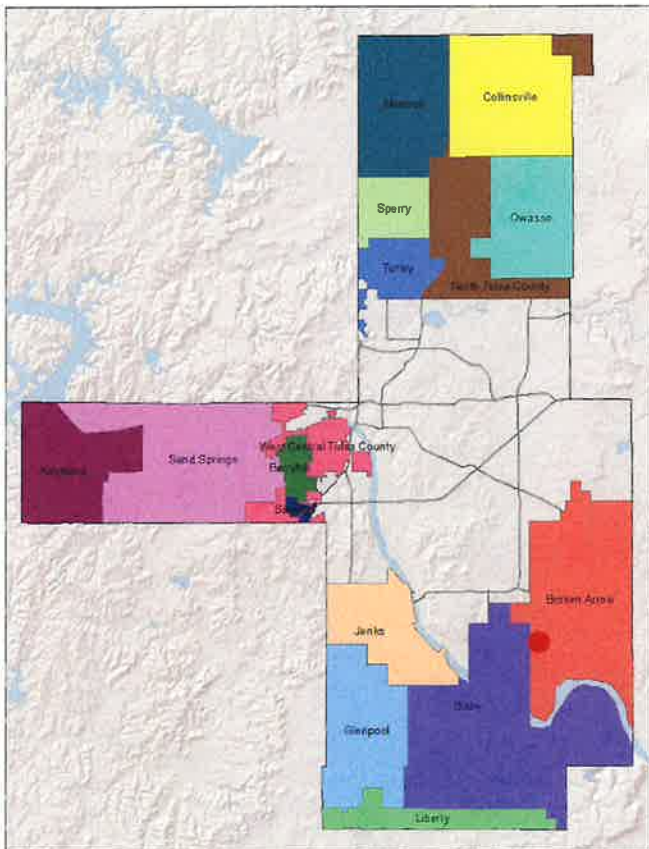 Collinsville
Sperry
Owasso
Turley
North Tulsa County
West Central Tulsa County
Sand Springs
Berryhill
Broken Arrow
Jenks
Bixby
Glenpool
Liberty